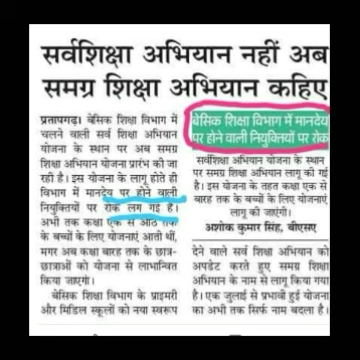 सर्वशिक्षा अभियान नहीं अब
समग्र शिक्षा अभियान कहिए
प्रतापगढ़। बेसिक शिक्षा विभाग में
चलने वाली सर्व शिक्षा अभियान
योजना के स्थान पर अब समग्र
शिक्षा अभियान योजना प्रारंभ की जा
रही है। इस योजना के लागू होते ही
विभाग में मानदेय पर होने वाली
नियुक्तियों पर रोक लग गई है।
अभी तक कक्षा एक से आठ तक
के बच्चों के लिए योजनाएं आती थीं,
मगर अब कक्षा बारह तक के छात्र-
छात्राओं को योजना से लाभान्वित
किया जाएगा।
बेसिक शिक्षा विभाग के प्राइमरी
और मिडिल स्कूलों को नया स्वरूप
बेसिक शिक्षा विभाग में मानदेय
पर होने वाली नियुक्तियों पर रोक
सर्वशिक्षा अभियान योजना के स्थान
पर समग्र शिक्षा अभियान लागू की गई
है। इस योजना के तहत कक्षा एक से
बारह तक के बच्चों के लिए योजनाएं
लागू की जाएंगी।
अशोक कुमार सिंह, बीएसए
देने वाले सर्व शिक्षा अभियान को
अपडेट करते हुए समग्र शिक्षा
अभियान के नाम से लागू किया गया
है। एक जुलाई से प्रभावी हुई योजना
का अभी तक सिर्फ नाम बदला है।